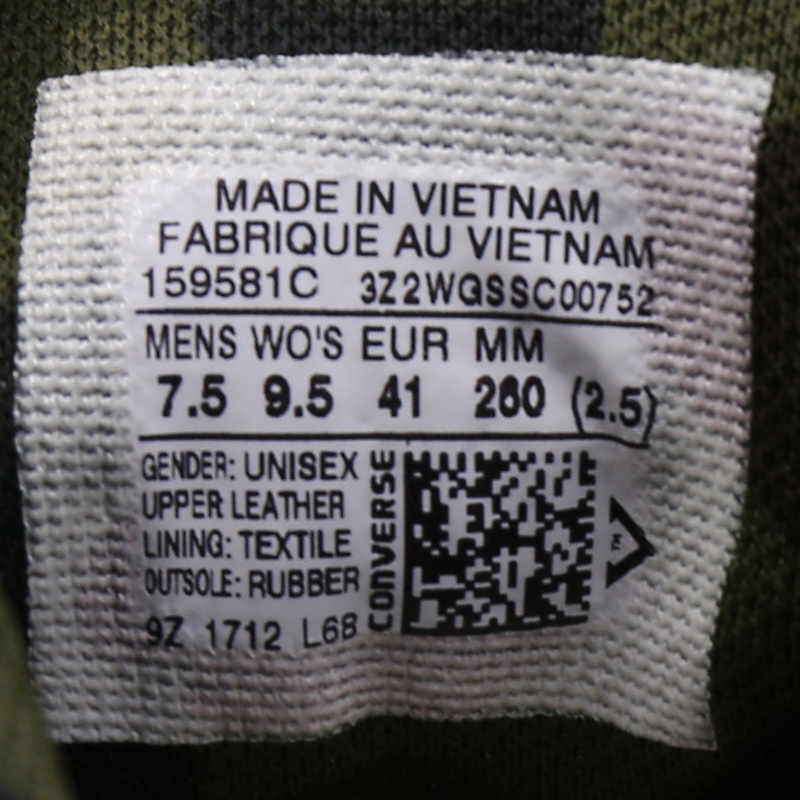 MADE IN VIETNAM
FABRIQUE AU VIETNAM
159581C 3Z2WGSSC00752
MENS WO'S EUR MM
7.5 9.5 41 260 (2.5)
GENDER: UNISEX
UPPER LEATHER
LINING: TEXTILE
OUTSOLE: RUBBER
9Z 1712 L68
CONVERSE
TM